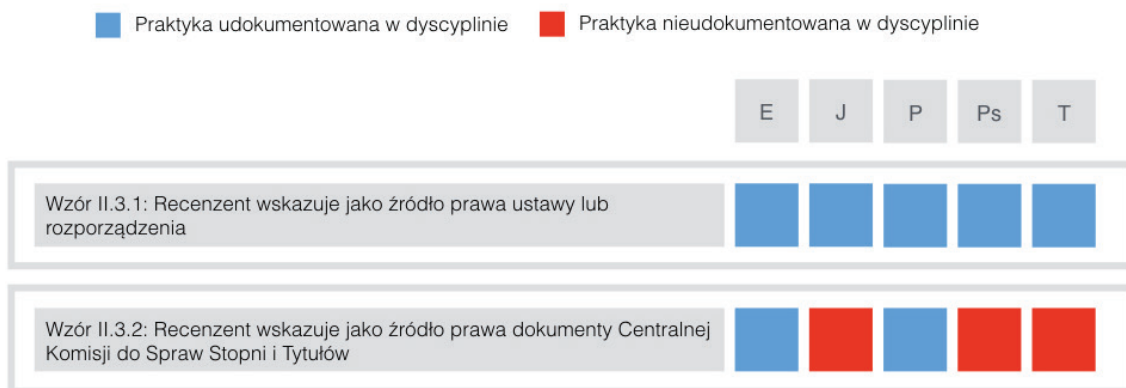 Praktyka udokumentowana w dyscyplinie Praktyka nieudokumentowana w dyscyplinie
E J P Ps T
Wzór II.3.1: Recenzent wskazuje jako źródło prawa ustawy lub
rozporządzenia
Wzór II.3.2: Recenzent wskazuje jako źródło prawa dokumenty Centralnej
Komisji do Spraw Stopni i Tytułów